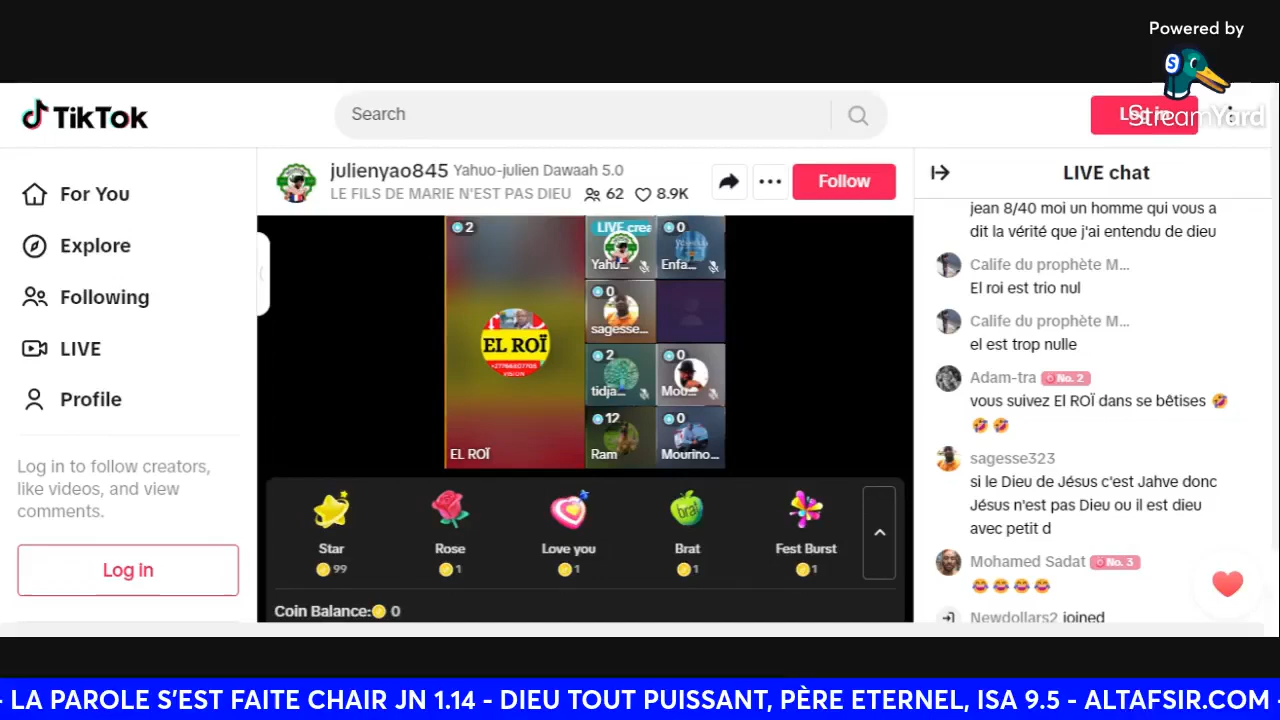 Powered by
StreamYard
TikTok
Search
julienyao845 Yahuo-julien Dawaah 5.0
LE FILS DE MARIE N'EST PAS DIEU 62 8.9K
Follow
LIVE chat
For You
Explore
Following
LIVE
Profile
Log in to follow creators,
like videos, and view
comments.
Log in
2
LIVE crea
0
Yahu...
Enfa...
0
sagesse...
EL ROÏ
VISION
2
0
tidja...
Mou...
12
0
EL ROÏ
Ram
Mourino...
Star
Rose
Love you
Brat
Fest Burst
99
1
1
1
1
Coin Balance: 0
jean 8/40 moi un homme qui vous a
dit la vérité que j'ai entendu de dieu
Calife du prophète M...
El roi est trio nul
Calife du prophète M...
el est trop nulle
Adam-tra No. 2
vous suivez El ROÏ dans se bêtises
sagesse323
si le Dieu de Jésus c'est Jahve donc
Jésus n'est pas Dieu ou il est dieu
avec petit d
Mohamed Sadat No. 3
Newdollars2 joined
- LA PAROLE S'EST FAITE CHAIR JN 1.14 - DIEU TOUT PUISSANT, PÈRE ETERNEL, ISA 9.5 - ALTAFSIR.COM -